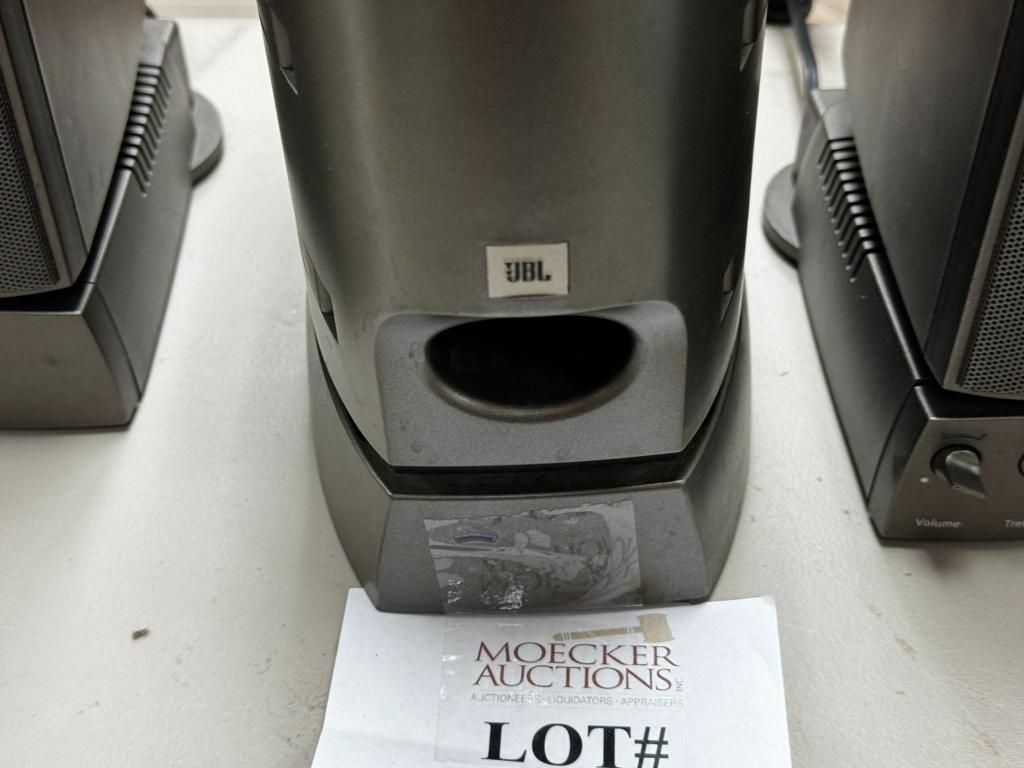 JBL
Volume
MOECKER
AUCTIONS INC
AUCTIONEERS · LIQUIDATORS · APPRAISERS
LOT#